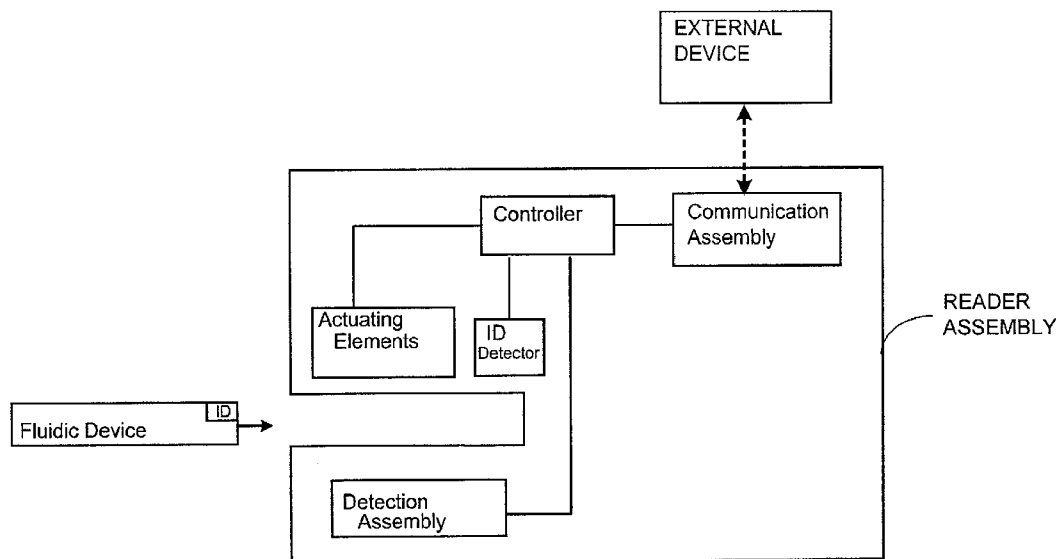 EXTERNAL
DEVICE
Controller
Communication
Assembly
Actuating
Elements
ID
Detector
READER
ASSEMBLY
ID
Fluidic Device
Detection
Assembly